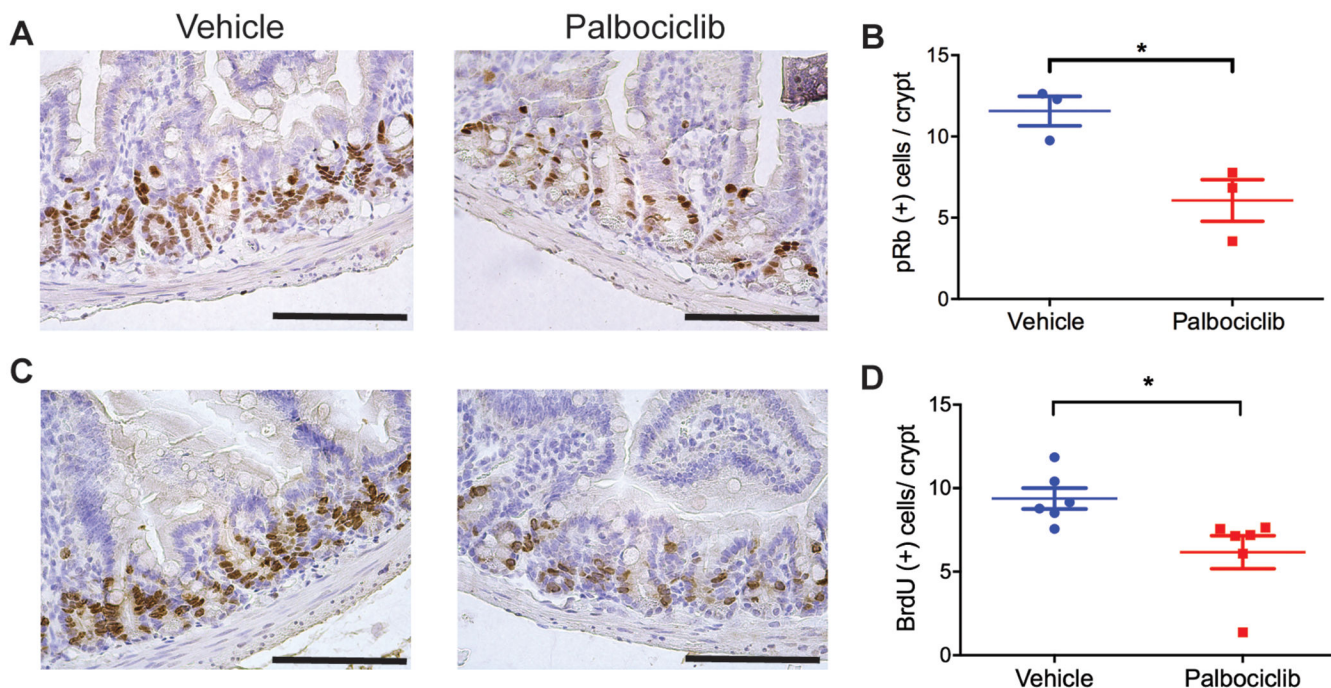 A
Vehicle
Palbociclib
B
15
10
5
0
pRb (+) cells / crypt
*
Vehicle
Palbociclib
C
D
15
10
5
0
BrdU (+) cells/ crypt
*
Vehicle
Palbociclib